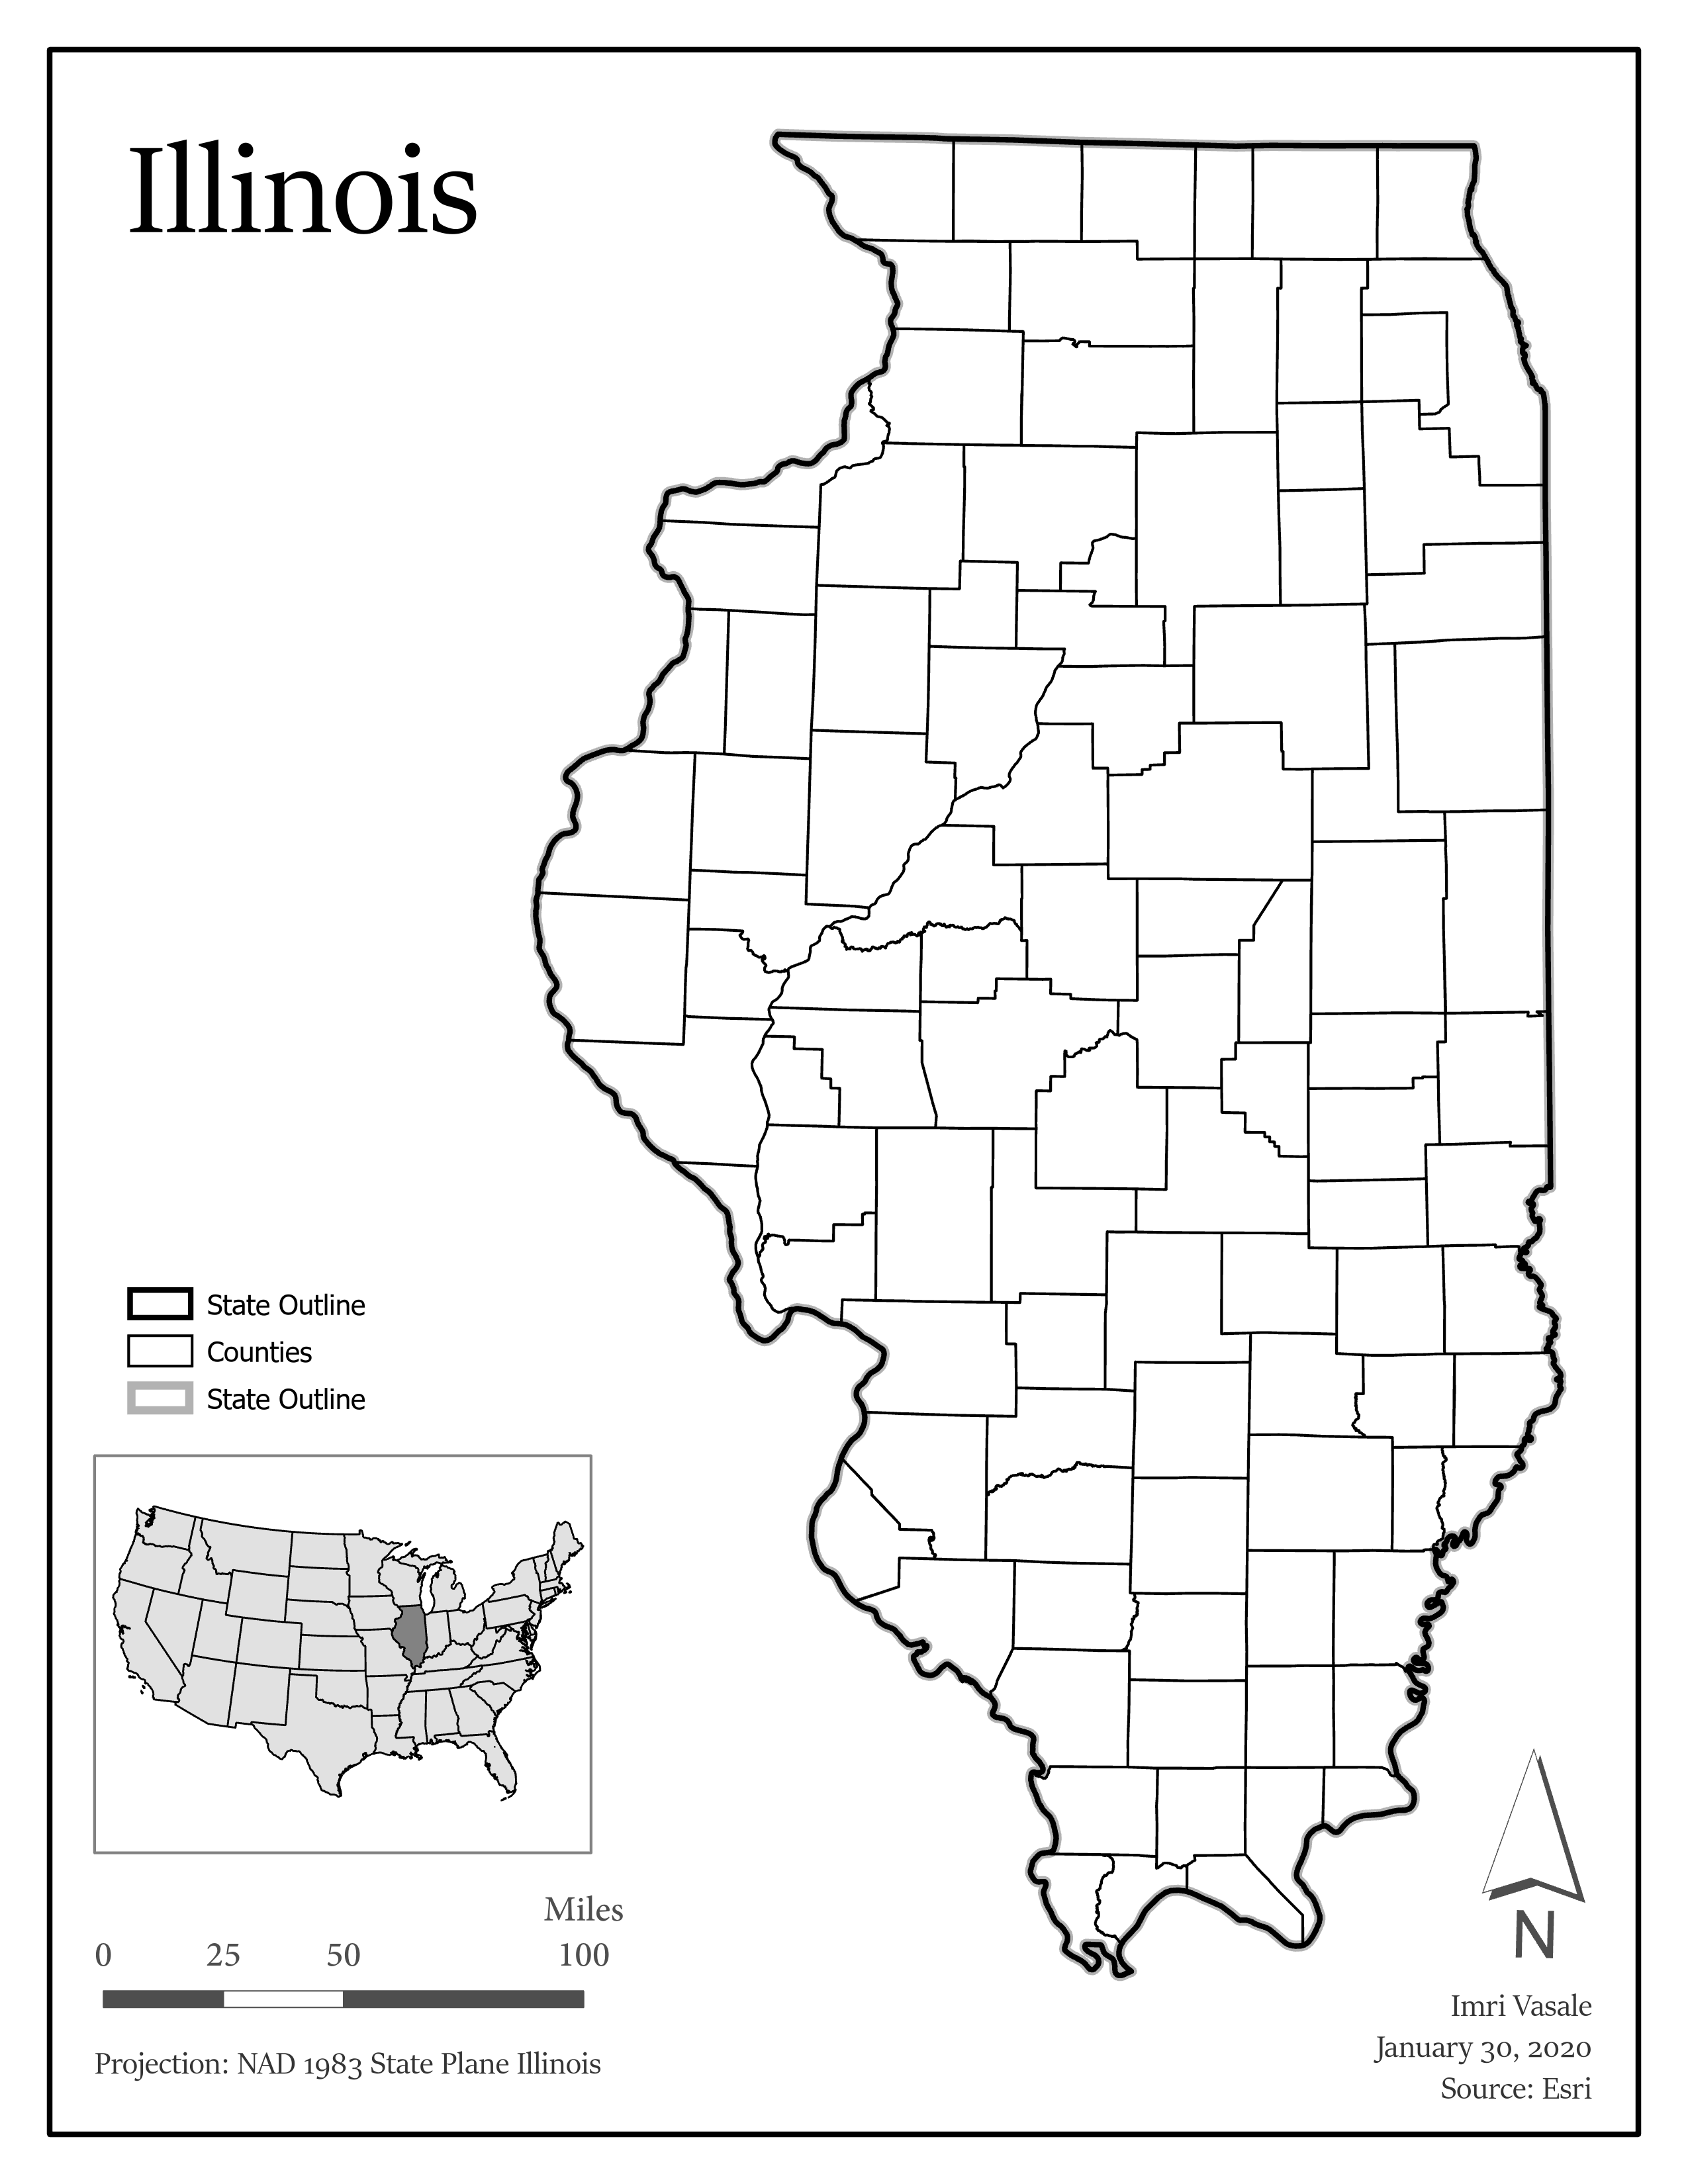 Illinois
State Outline
Counties
State Outline
Miles
0 25 50 100
Projection: NAD 1983 State Plane Illinois
N
Imri Vasale
January 30, 2020
Source: Esri